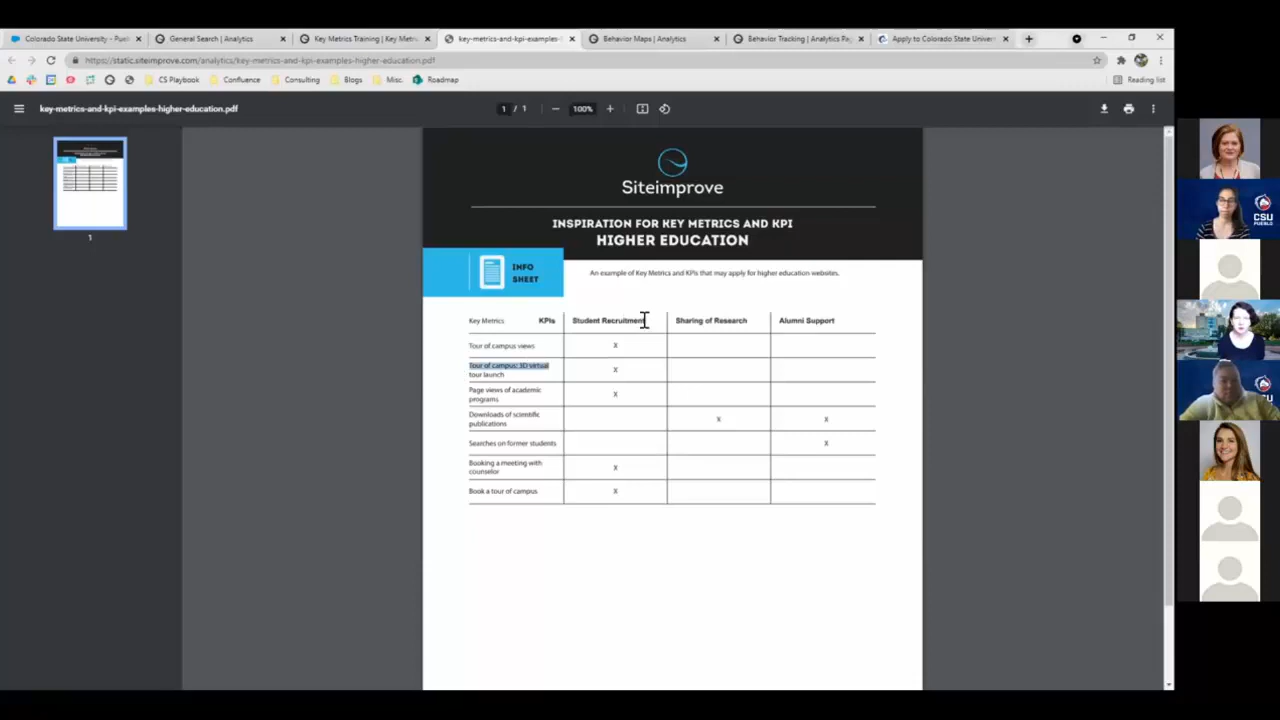 Colorado State University - Pueb
General Search | Analytics
Key Metrics Training | Key Metric
key-metrics-and-kpi-examples-
Behavior Maps | Analytics
Behavior Tracking | Analytics
Apply to Colorado State Univers
https://static.siteimprove.com/analytics/key-metrics-and-kpi-examples-higher-education.pdf
CS Playbook
Confluence
Consulting
Blogs
Misc.
Roadmap
Reading list
key-metrics-and-kpi-examples-higher-education.pdf
1 / 1
100%
1
Siteimprove
INSPIRATION FOR KEY METRICS AND KPI
HIGHER EDUCATION
INFO
SHEET
An example of Key Metrics and KPIs that may apply for higher education websites.
Key Metrics KPIs Student Recruitment Sharing of Research Alumni Support
Tour of campus views X
Tour of campus: 3D virtual
tour launch X
Page views of academic
programs X
Downloads of scientific
publications X X
Searches on former students X
Booking a meeting with
counselor X
Book a tour of campus X
CSU
PUEBLO